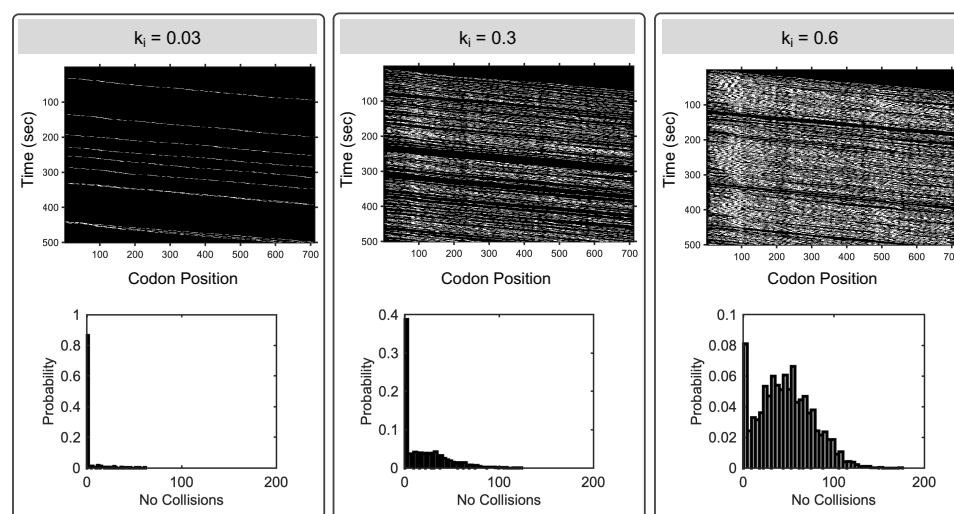 kᵢ = 0.03
100
200
300
400
500
Time (sec)
100 200 300 400 500 600 700
Codon Position
1
0.8
0.6
0.4
0.2
0
Probability
0 100 200
No Collisions
kᵢ = 0.3
100
200
300
400
500
Time (sec)
100 200 300 400 500 600 700
Codon Position
0.4
0.3
0.2
0.1
0
Probability
0 100 200
No Collisions
kᵢ = 0.6
100
200
300
400
500
Time (sec)
100 200 300 400 500 600 700
Codon Position
0.1
0.08
0.06
0.04
0.02
0
Probability
0 100 200
No Collisions